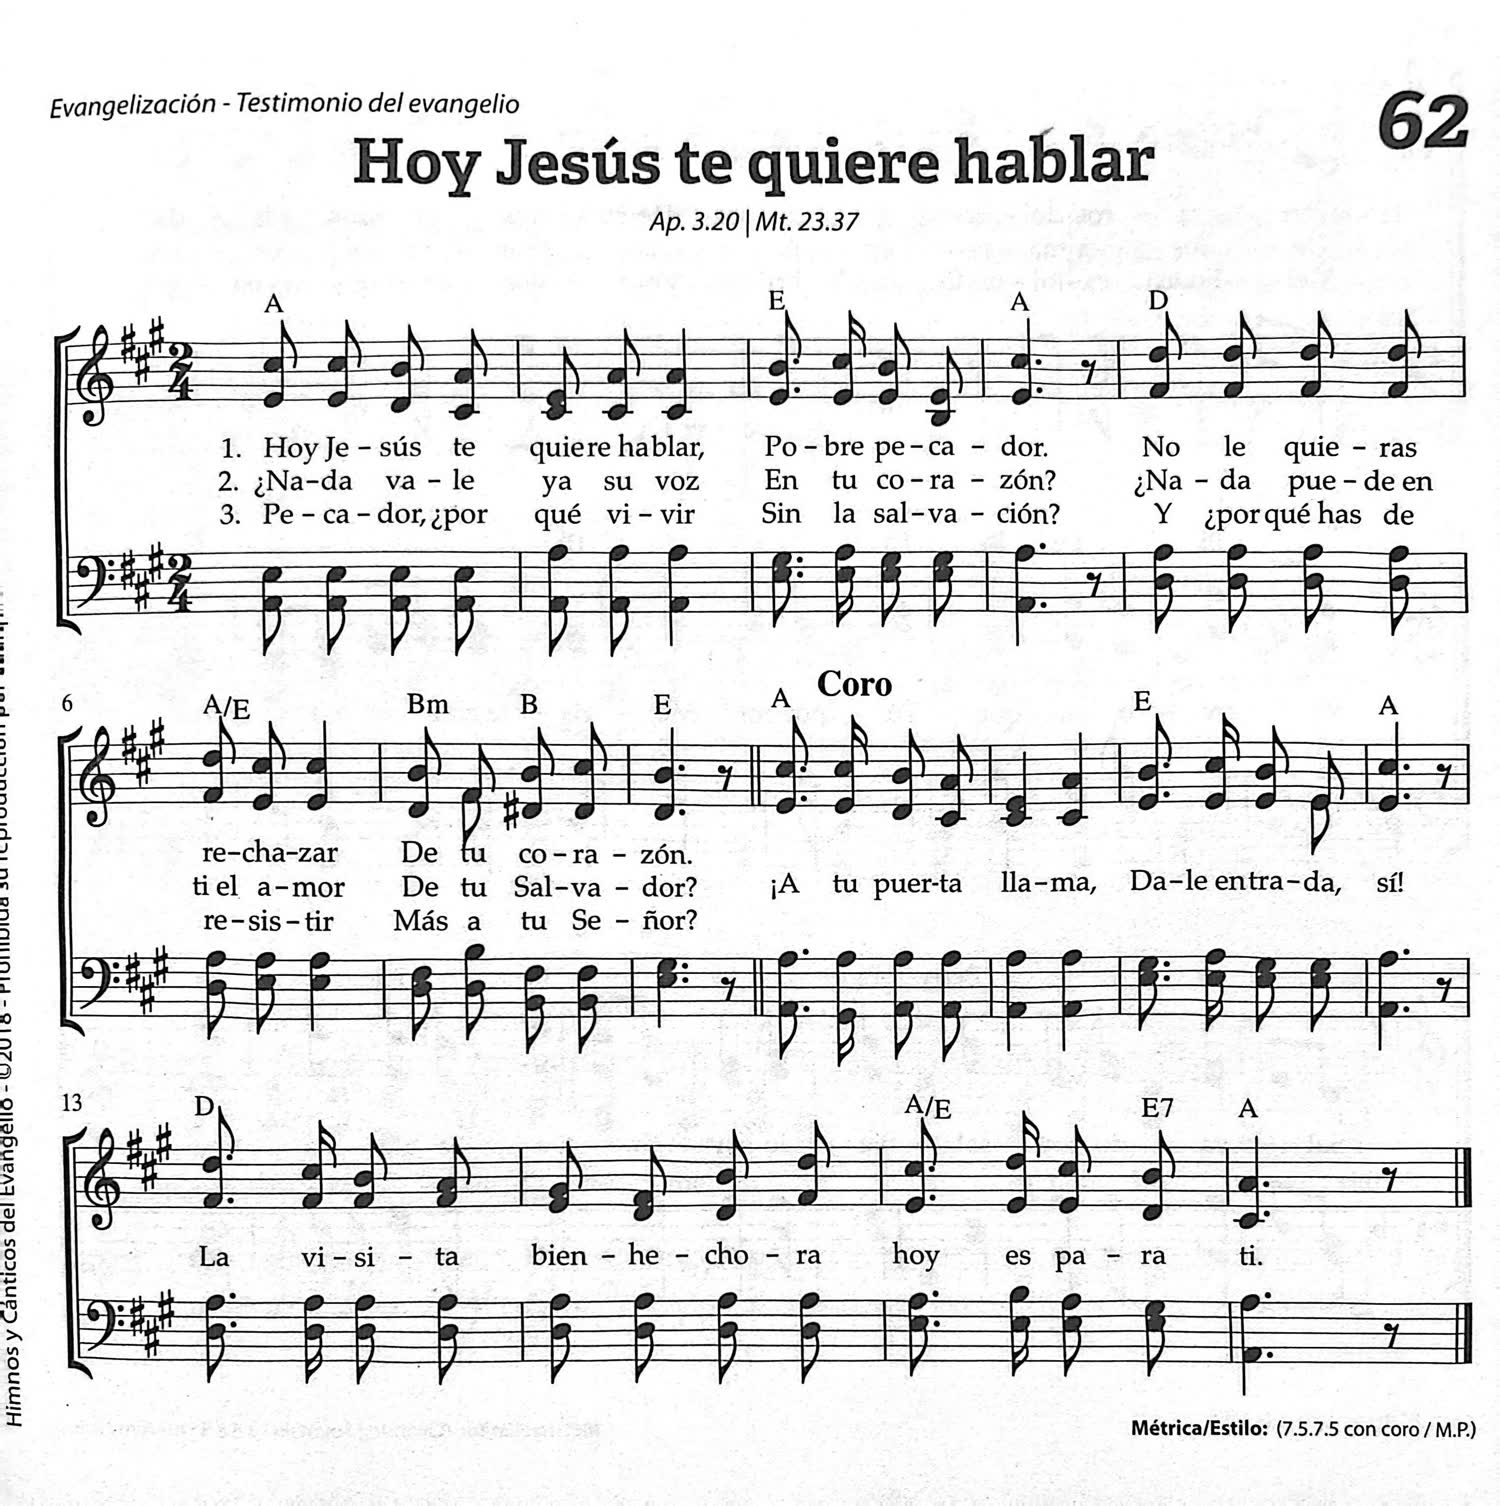 Evangelización - Testimonio del evangelio
62
Hoy Jesús te quiere hablar
Ap. 3.20 | Mt. 23.37
A E A D
1. Hoy Je - sús te quiere hablar, Po - bre pe - ca - dor. No le quie - ras
2. ¿Na - da va - le ya su voz En tu co - ra - zón? ¿Na - da pue - de en
3. Pe - ca - dor, ¿por qué vi - vir Sin la sal - va - ción? Y ¿por qué has de
Coro
6 A/E Bm B E A E A
re - cha - zar De tu co - ra - zón.
ti el a - mor De tu Sal - va - dor? ¡A tu puer - ta lla - ma, Da - le entra - da, sí!
re - sis - tir Más a tu Se - ñor?
13 D A/E E7 A
La vi - si - ta bien - he - cho - ra hoy es pa - ra ti.
Métrica/Estilo: (7.5.7.5 con coro / M.P.)
Himnos y Cánticos del Evangelio - ©2018 - Prohibida su reproducción por